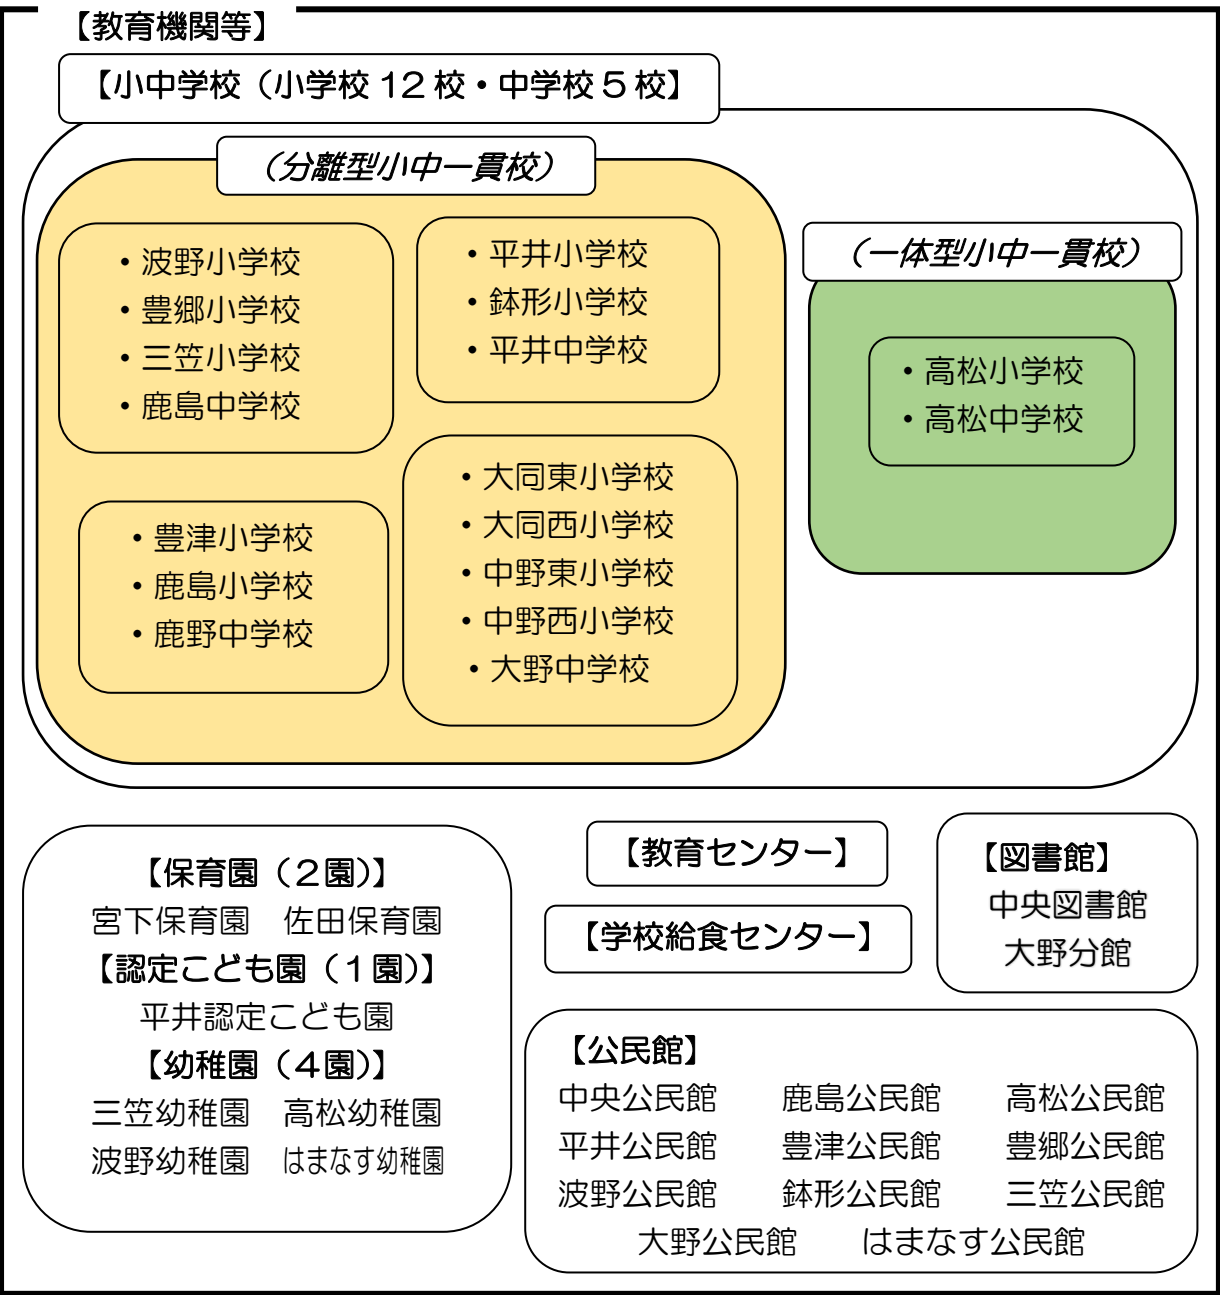 【教育機関等】
【小中学校（小学校 12 校・中学校 5 校】
（分離型小中一貫校）
・波野小学校
・豊郷小学校
・三笠小学校
・鹿島中学校
・平井小学校
・鉢形小学校
・平井中学校
・豊津小学校
・鹿島小学校
・鹿野中学校
・大同東小学校
・大同西小学校
・中野東小学校
・中野西小学校
・大野中学校
（一体型小中一貫校）
・高松小学校
・高松中学校
【保育園（２園）】
宮下保育園　佐田保育園
【認定こども園（１園）】
平井認定こども園
【幼稚園（４園）】
三笠幼稚園　高松幼稚園
波野幼稚園　はまなす幼稚園
【教育センター】
【学校給食センター】
【図書館】
中央図書館
大野分館
【公民館】
中央公民館　鹿島公民館　高松公民館
平井公民館　豊津公民館　豊郷公民館
波野公民館　鉢形公民館　三笠公民館
大野公民館　はまなす公民館